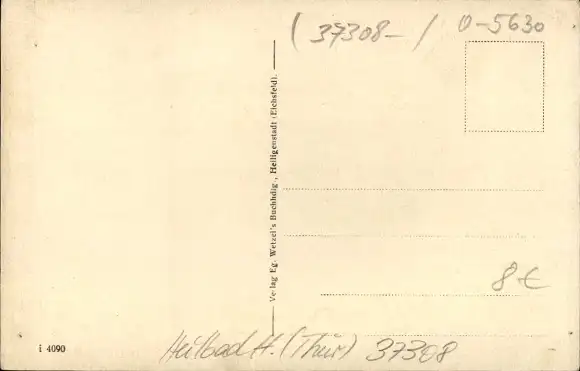 ( 37308- / O-5630
Verlag Eg. Wetzel's Buchhdlg., Heiligenstadt (Eichsfeld).
8 €
i 4090
Heilbad H. (Thür) 37308